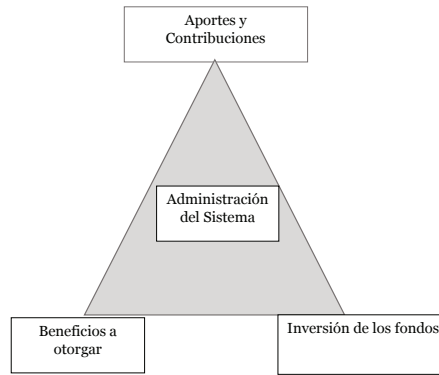 Aportes y
Contribuciones
Administración
del Sistema
Beneficios a
otorgar
Inversión de los fondos